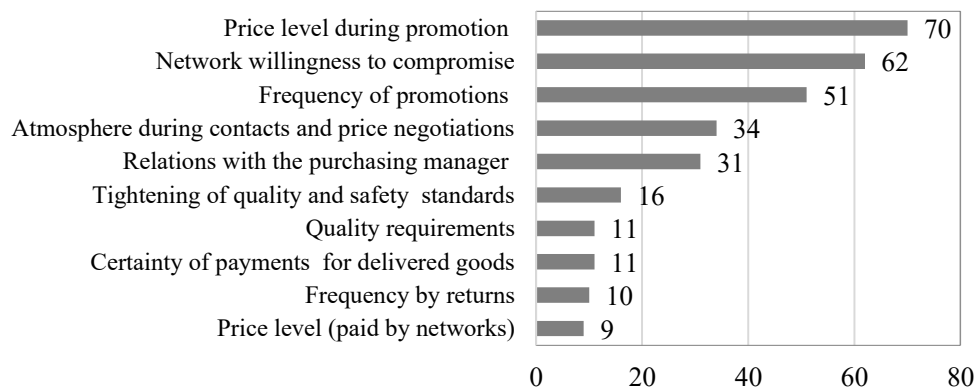 Price level during promotion 70
Network willingness to compromise 62
Frequency of promotions 51
Atmosphere during contacts and price negotiations 34
Relations with the purchasing manager 31
Tightening of quality and safety standards 16
Quality requirements 11
Certainty of payments for delivered goods 11
Frequency by returns 10
Price level (paid by networks) 9
0 20 40 60 80